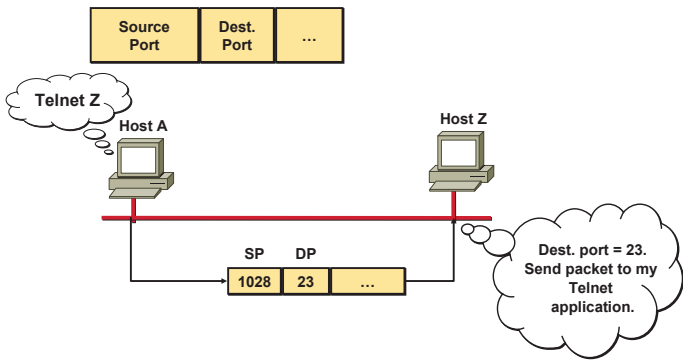 Source
Port
Dest.
Port
...
Telnet Z
Host A
Host Z
SP DP
1028 23 ...
Dest. port = 23.
Send packet to my
Telnet
application.